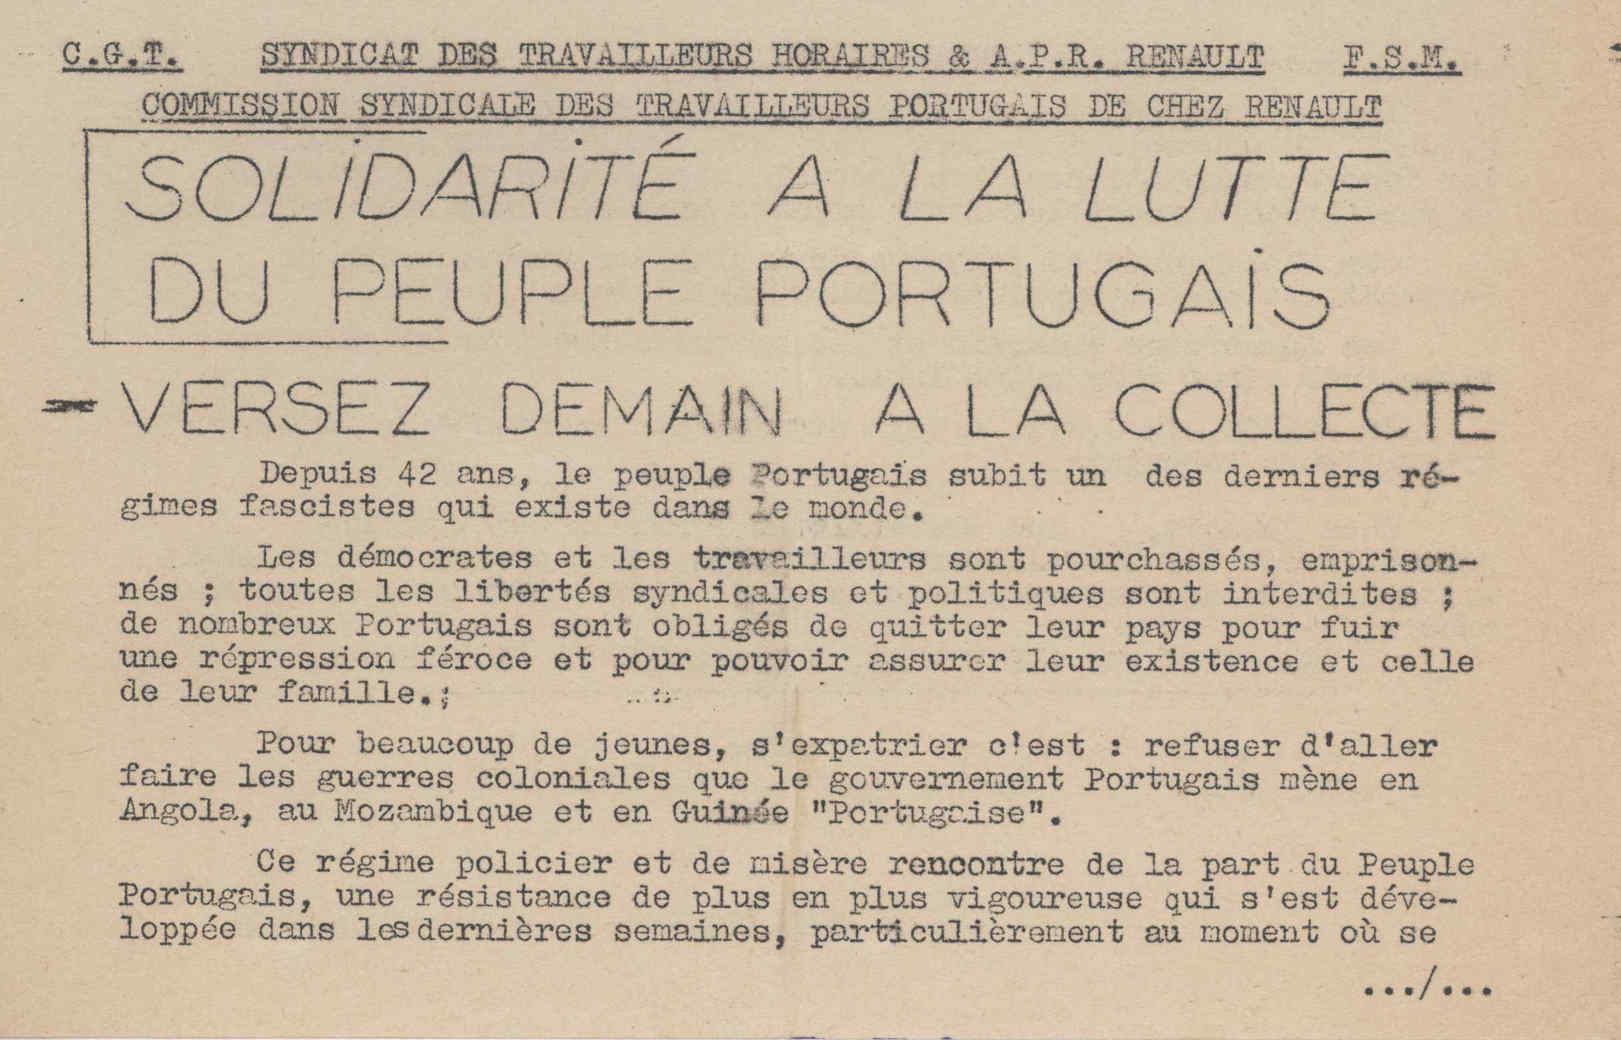 C.G.T. SYNDICAT DES TRAVAILLEURS HORAIRES & A.P.R. RENAULT F.S.M.
COMMISSION SYNDICALE DES TRAVAILLEURS PORTUGAIS DE CHEZ RENAULT
SOLIDARITÉ A LA LUTTE
DU PEUPLE PORTUGAIS
- VERSEZ DEMAIN A LA COLLECTE
Depuis 42 ans, le peuple Portugais subit un des derniers ré-
gimes fascistes qui existe dans le monde.
Les démocrates et les travailleurs sont pourchassés, emprison-
nés ; toutes les libertés syndicales et politiques sont interdites ;
de nombreux Portugais sont obligés de quitter leur pays pour fuir
une répression féroce et pour pouvoir assurer leur existence et celle
de leur famille.;
Pour beaucoup de jeunes, s'expatrier c'est : refuser d'aller
faire les guerres coloniales que le gouvernement Portugais mène en
Angola, au Mozambique et en Guinée "Portugaise".
Ce régime policier et de misère rencontre de la part du Peuple
Portugais, une résistance de plus en plus vigoureuse qui s'est déve-
loppée dans les dernières semaines, particulièrement au moment où se
.../...